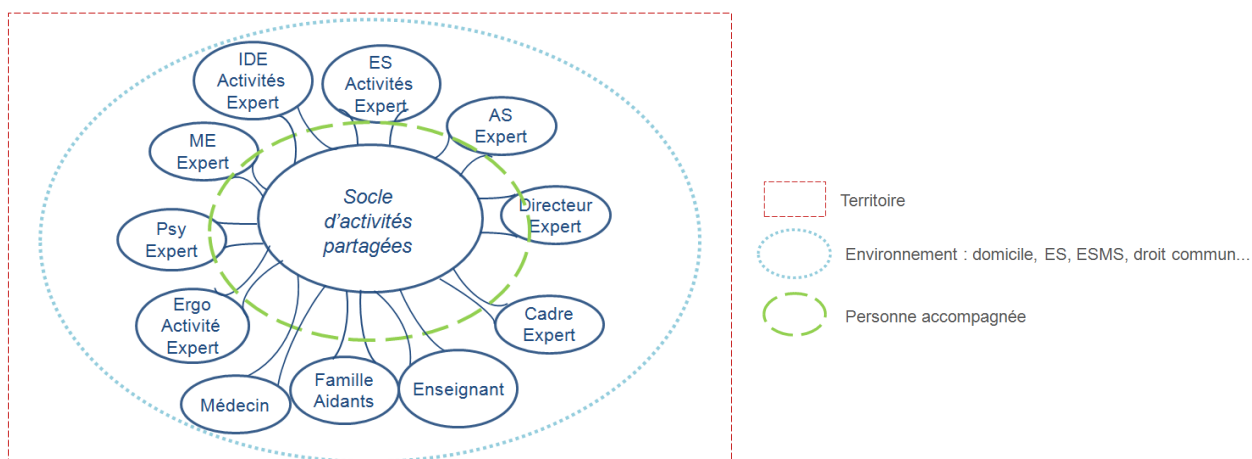 IDE
Activités
Expert
ES
Activités
Expert
AS
Expert
ME
Expert
Socle
d'activités
partagées
Directeur
Expert
Psy
Expert
Ergo
Activité
Expert
Cadre
Expert
Médecin
Famille
Aidants
Enseignant
Territoire
Environnement : domicile, ES, ESMS, droit commun...
Personne accompagnée